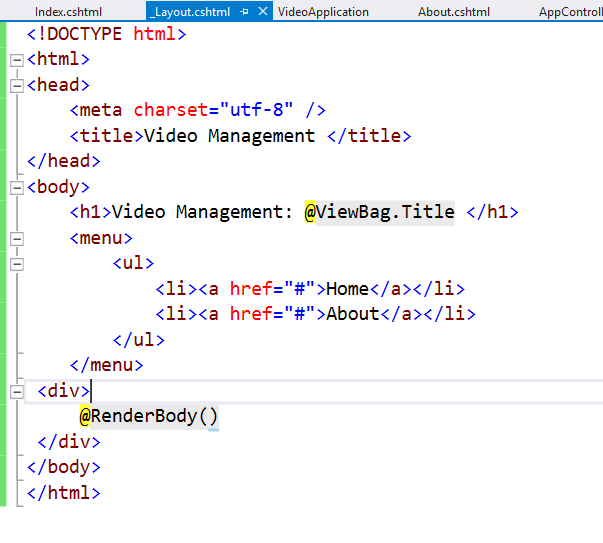 Index.cshtml _Layout.cshtml VideoApplication About.cshtml AppControll
<!DOCTYPE html>
<html>
<head>
<meta charset="utf-8" />
<title>Video Management </title>
</head>
<body>
<h1>Video Management: @ViewBag.Title </h1>
<menu>
<ul>
<li><a href="#">Home</a></li>
<li><a href="#">About</a></li>
</ul>
</menu>
<div>
@RenderBody()
</div>
</body>
</html>